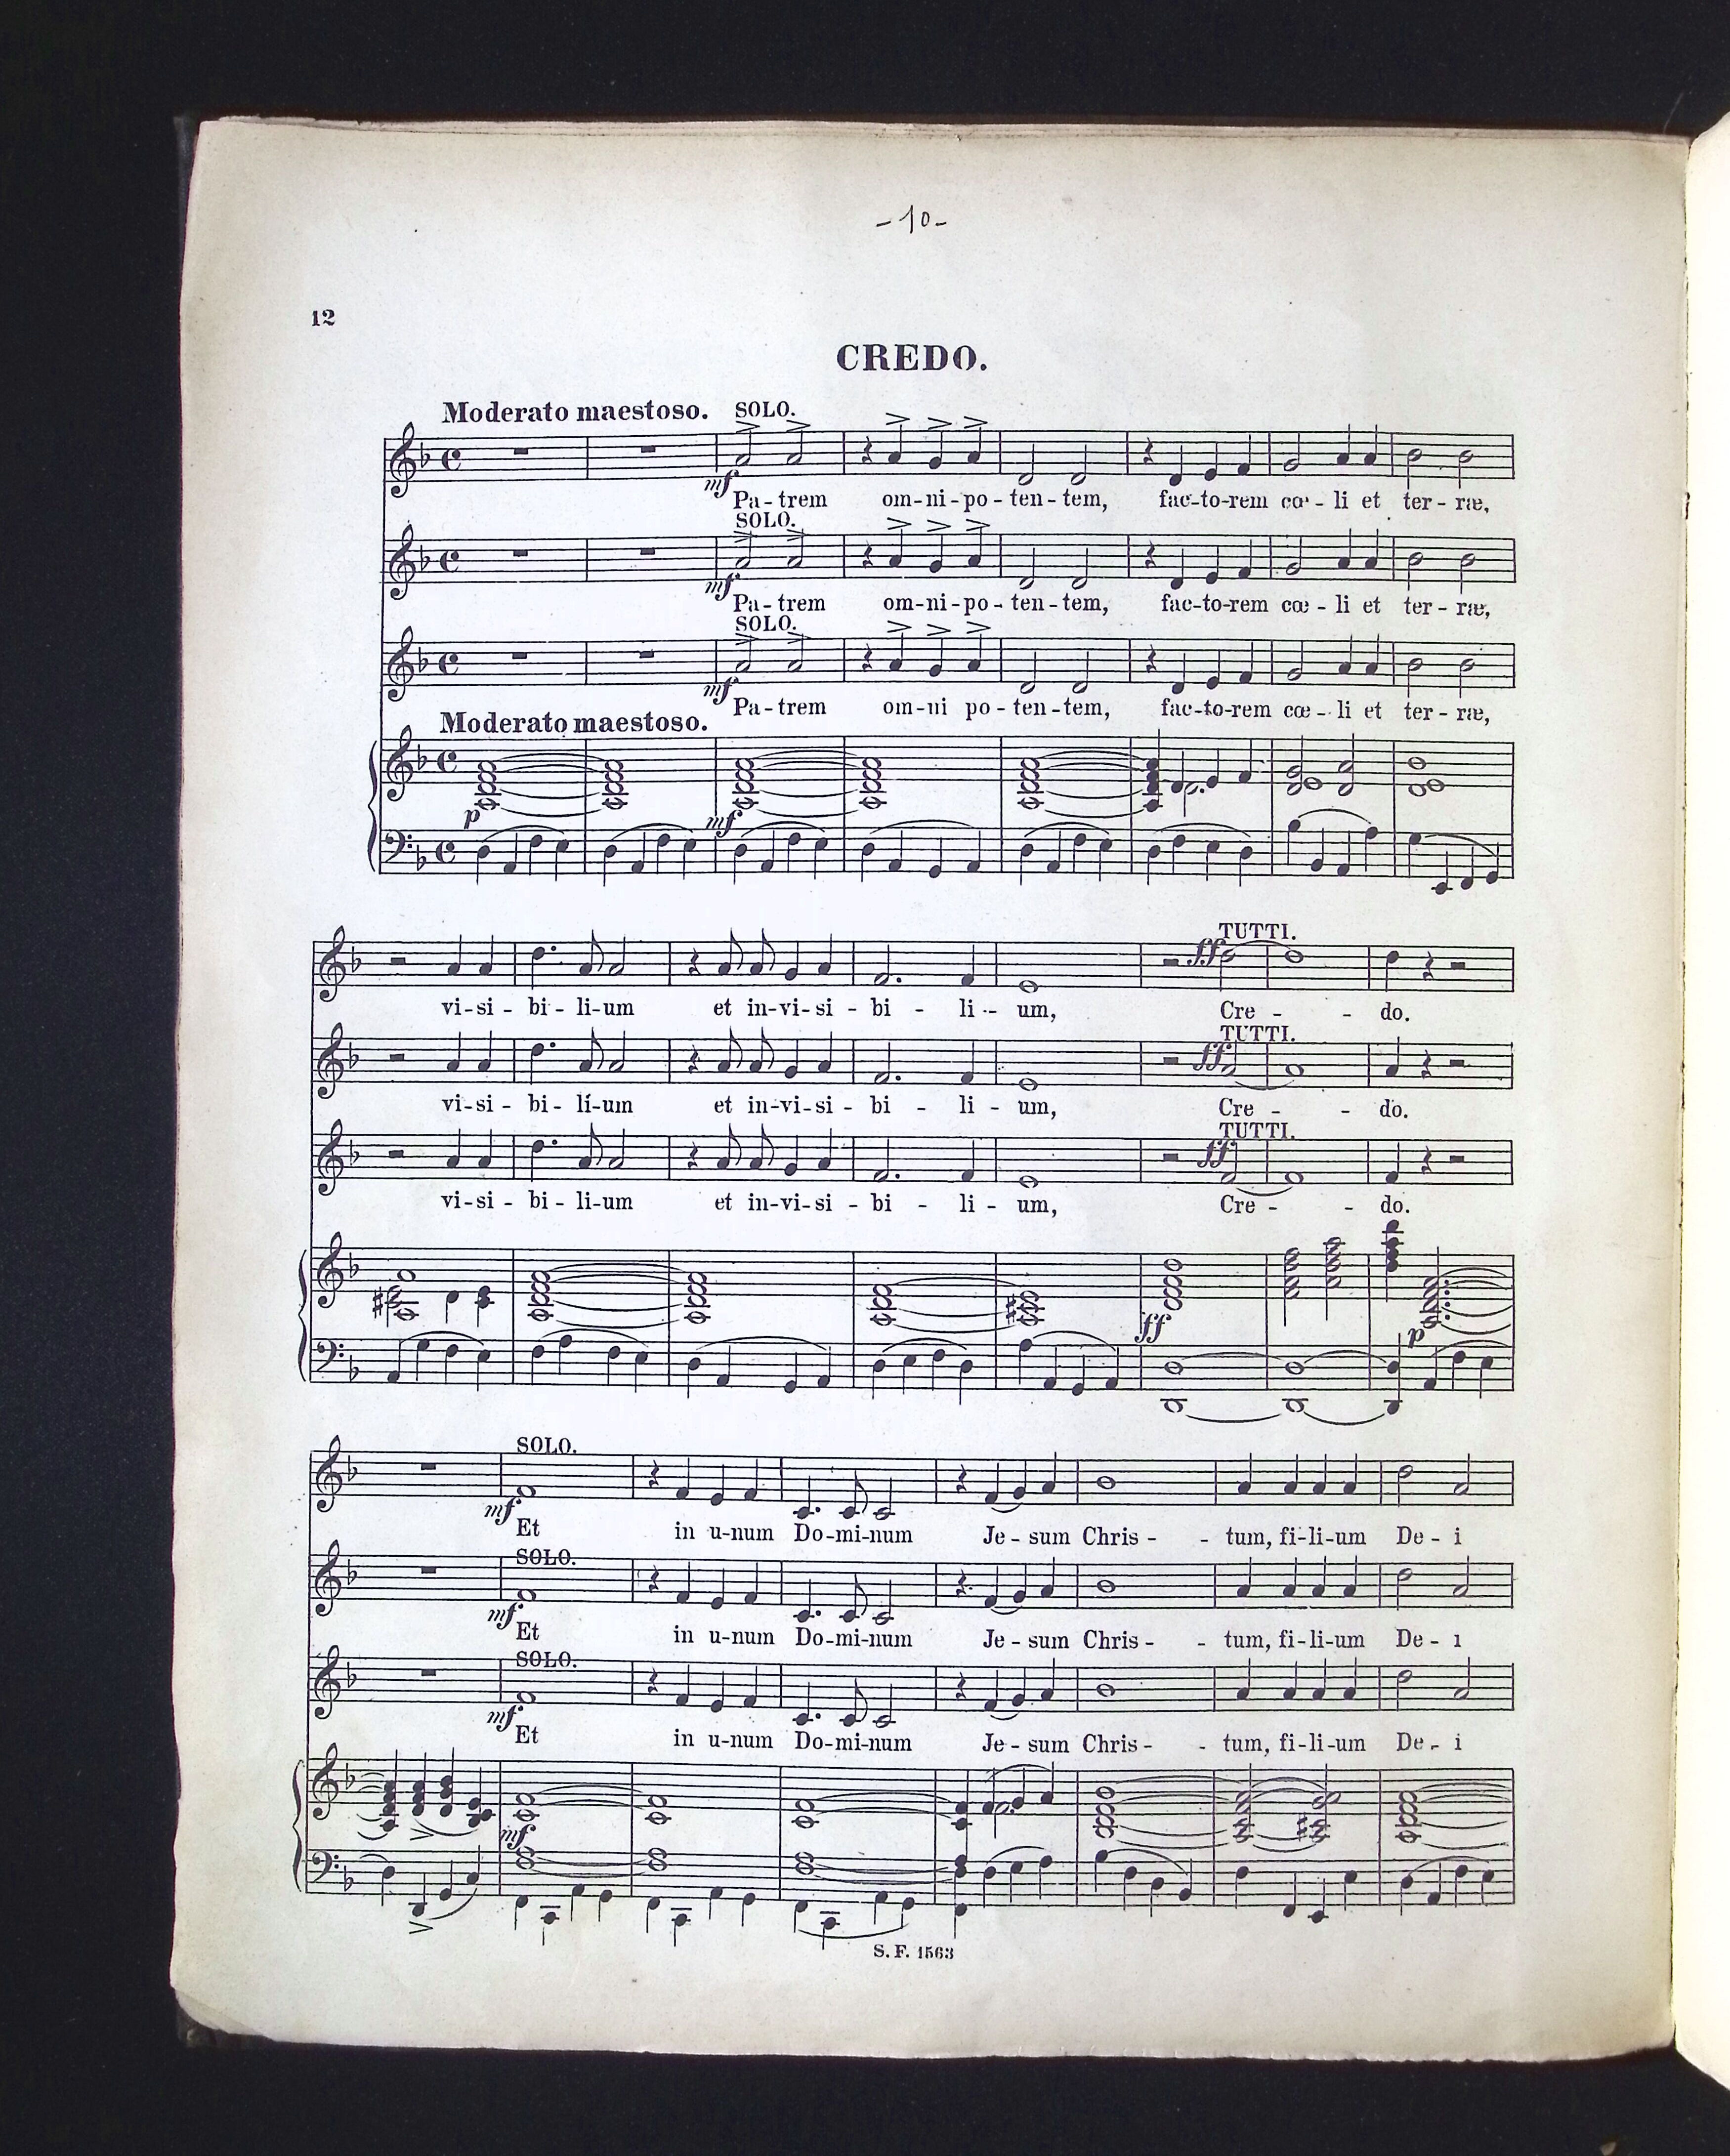 -10-
12
CREDO.
Moderato maestoso. SOLO.
mf
Pa-trem om-ni-po-ten-tem, fac-to-rem cœ-li et ter-ræ,
SOLO.
mf
Pa-trem om-ni-po-ten-tem, fac-to-rem cœ-li et ter-ræ,
SOLO.
mf
Pa-trem om-ni po-ten-tem, fac-to-rem cœ-li et ter-ræ,
Moderato maestoso.
p mf
TUTTI.
ff
vi-si-bi-li-um et in-vi-si-bi-li-um, Cre--do.
TUTTI.
ff
vi-si-bi-li-um et in-vi-si-bi-li-um, Cre--do.
TUTTI.
ff
vi-si-bi-li-um et in-vi-si-bi-li-um, Cre--do.
ff p
SOLO.
mf
Et in u-num Do-mi-num Je-sum Chris--tum, fi-li-um De-i
SOLO.
mf
Et in u-num Do-mi-num Je-sum Chris--tum, fi-li-um De-i
SOLO.
mf
Et in u-num Do-mi-num Je-sum Chris--tum, fi-li-um De-i
mf
S. F. 1563